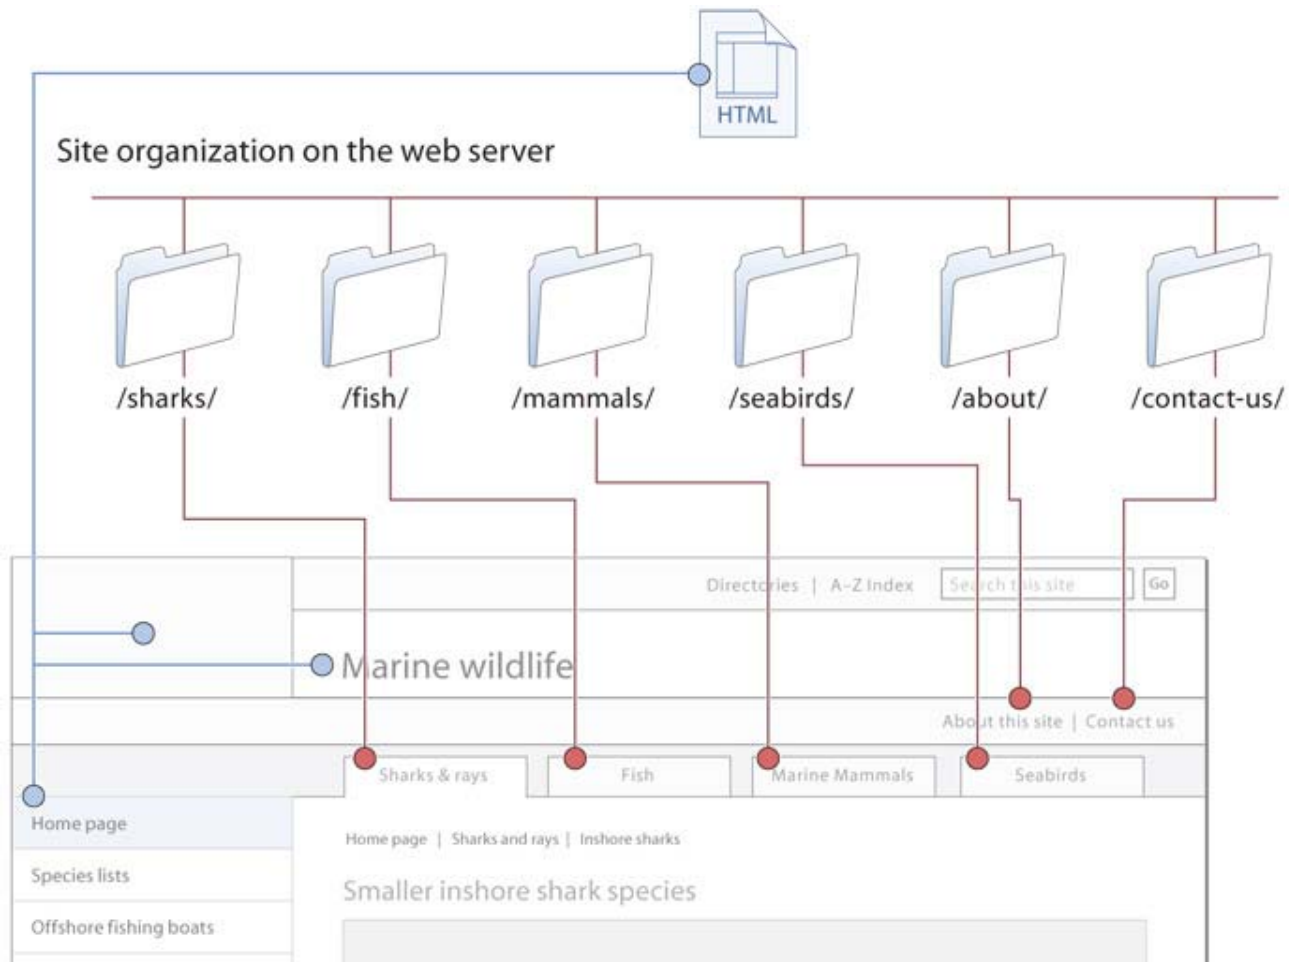 HTML
Site organization on the web server
/sharks/ /fish/ /mammals/ /seabirds/ /about/ /contact-us/
Directories | A–Z Index Search this site Go
Marine wildlife
About this site | Contact us
Sharks & rays Fish Marine Mammals Seabirds
Home page
Home page | Sharks and rays | Inshore sharks
Species lists
Smaller inshore shark species
Offshore fishing boats